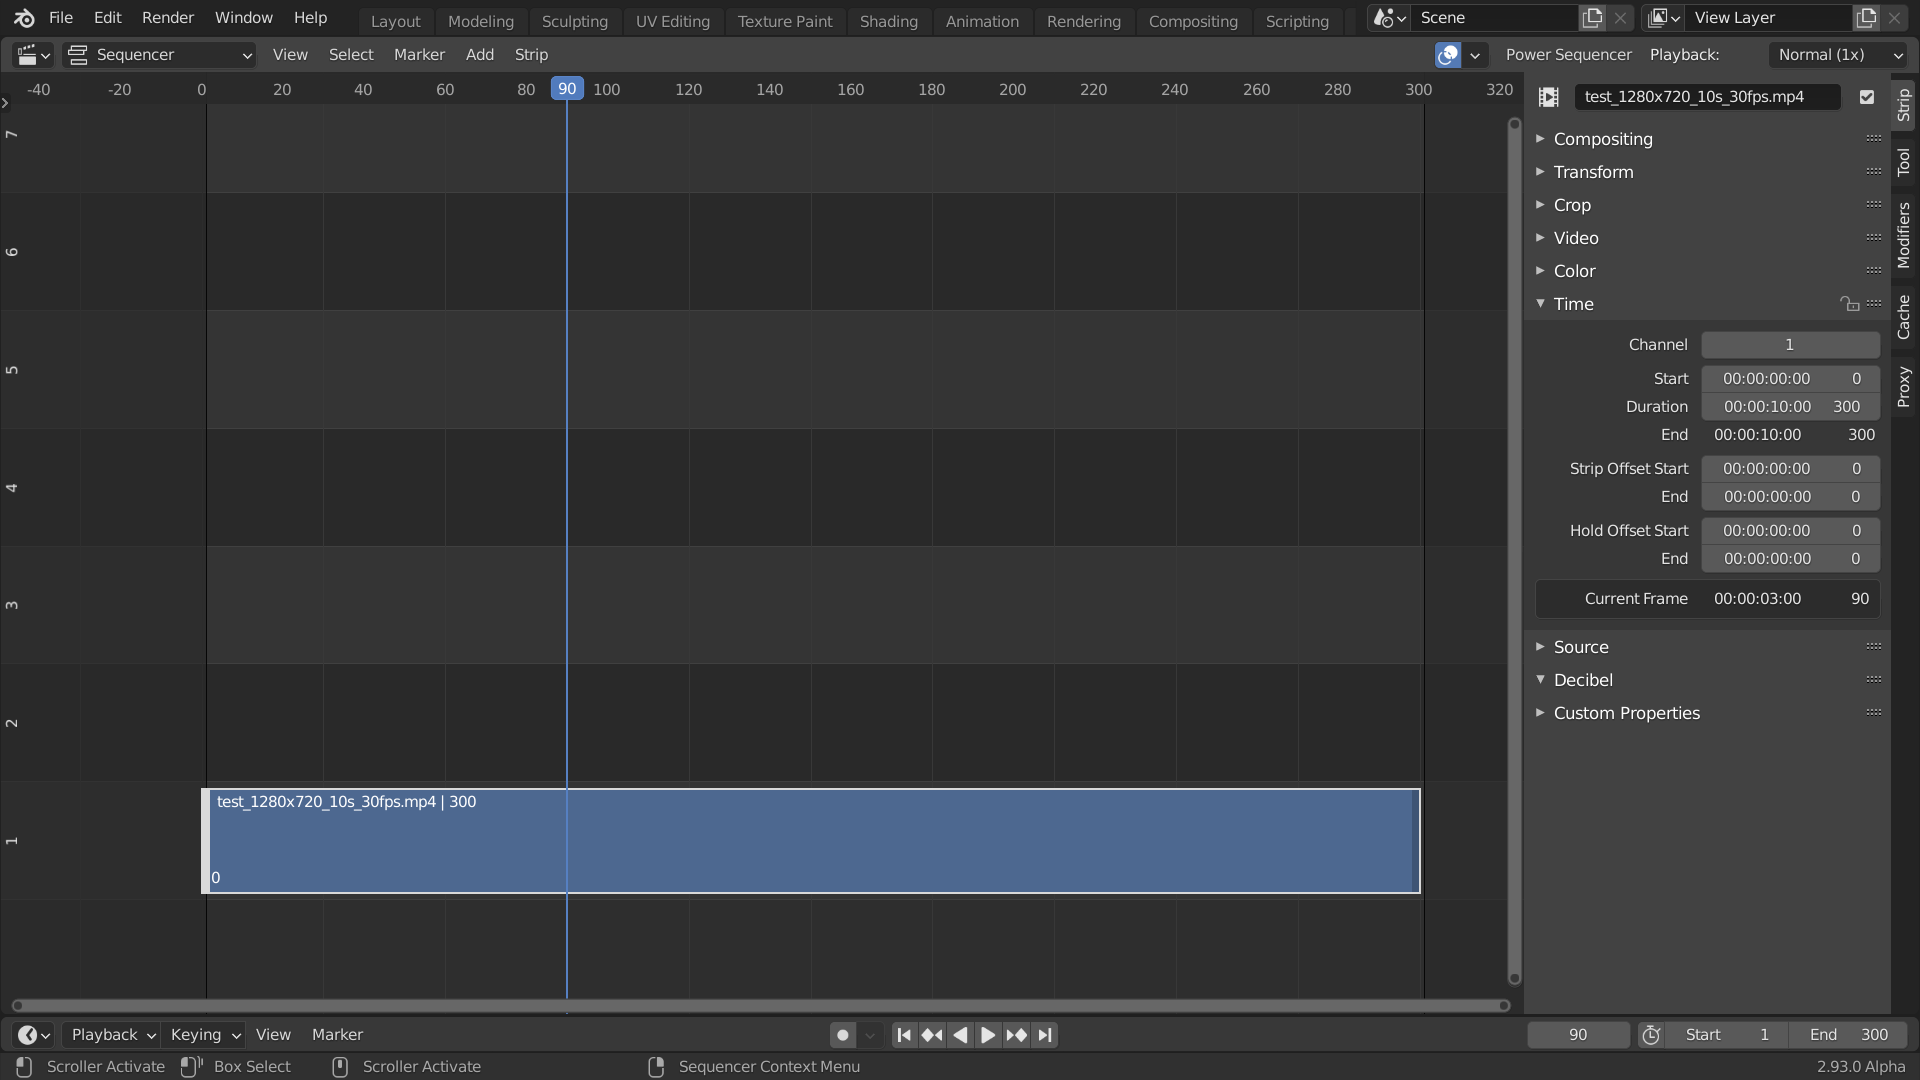 File Edit Render Window Help Layout Modeling Sculpting UV Editing Texture Paint Shading Animation Rendering Compositing Scripting Scene View Layer
Sequencer View Select Marker Add Strip Power Sequencer Playback: Normal (1x)
-40 -20 0 20 40 60 80 90 100 120 140 160 180 200 220 240 260 280 300 320
7
6
5
4
3
2
1
test_1280x720_10s_30fps.mp4 | 300
0
test_1280x720_10s_30fps.mp4
Compositing
Transform
Crop
Video
Color
Time
Channel 1
Start 00:00:00:00 0
Duration 00:00:10:00 300
End 00:00:10:00 300
Strip Offset Start 00:00:00:00 0
End 00:00:00:00 0
Hold Offset Start 00:00:00:00 0
End 00:00:00:00 0
Current Frame 00:00:03:00 90
Source
Decibel
Custom Properties
Strip
Tool
Modifiers
Cache
Proxy
Playback Keying View Marker 90 Start 1 End 300
Scroller Activate Box Select Scroller Activate Sequencer Context Menu 2.93.0 Alpha